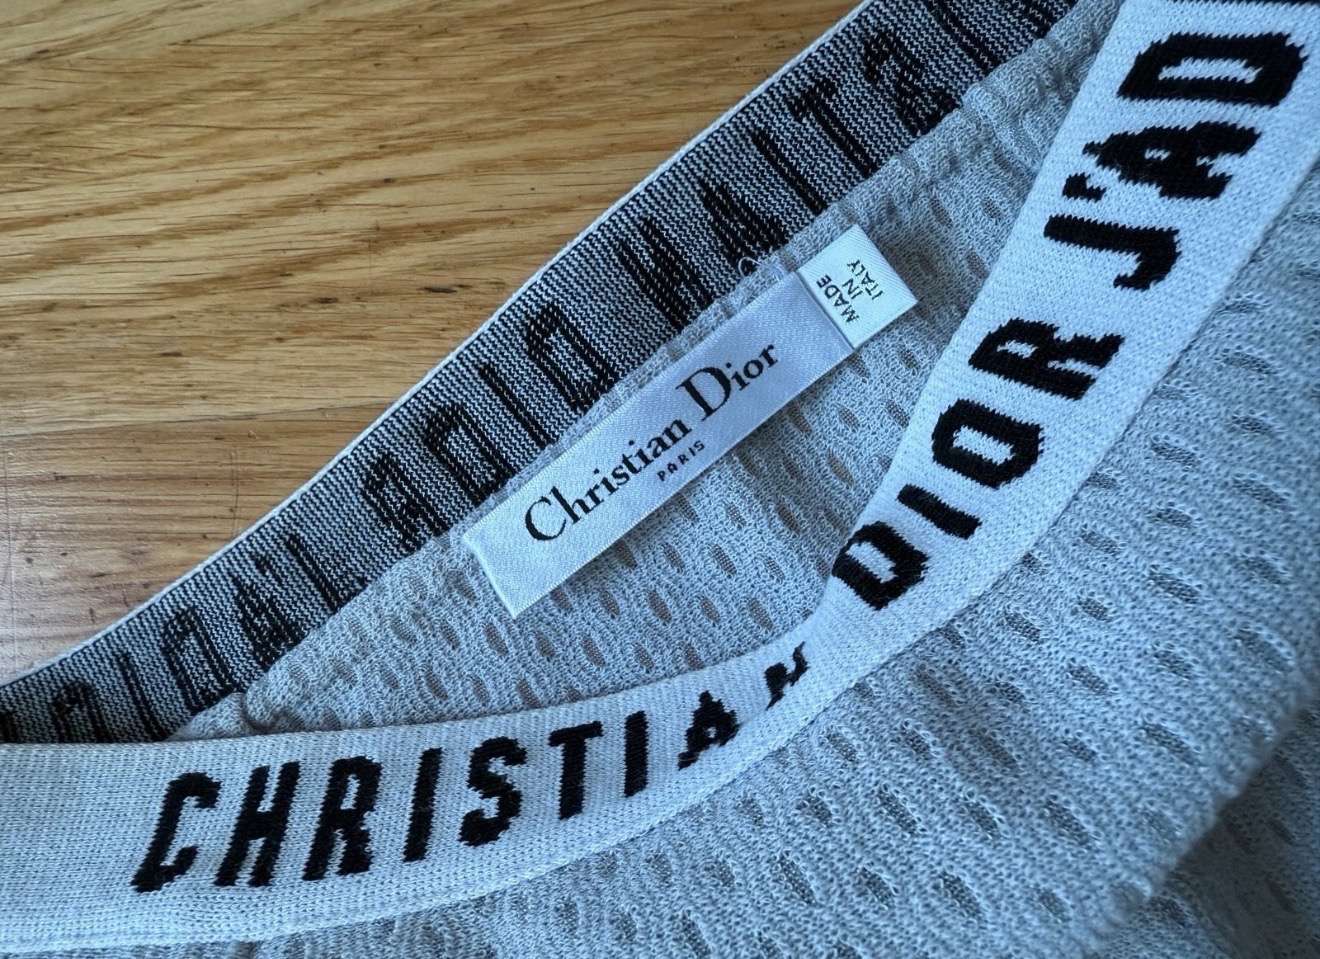 Christian Dior
PARIS
MADE
IN
ITALY
CHRISTIAN DIOR J'AD